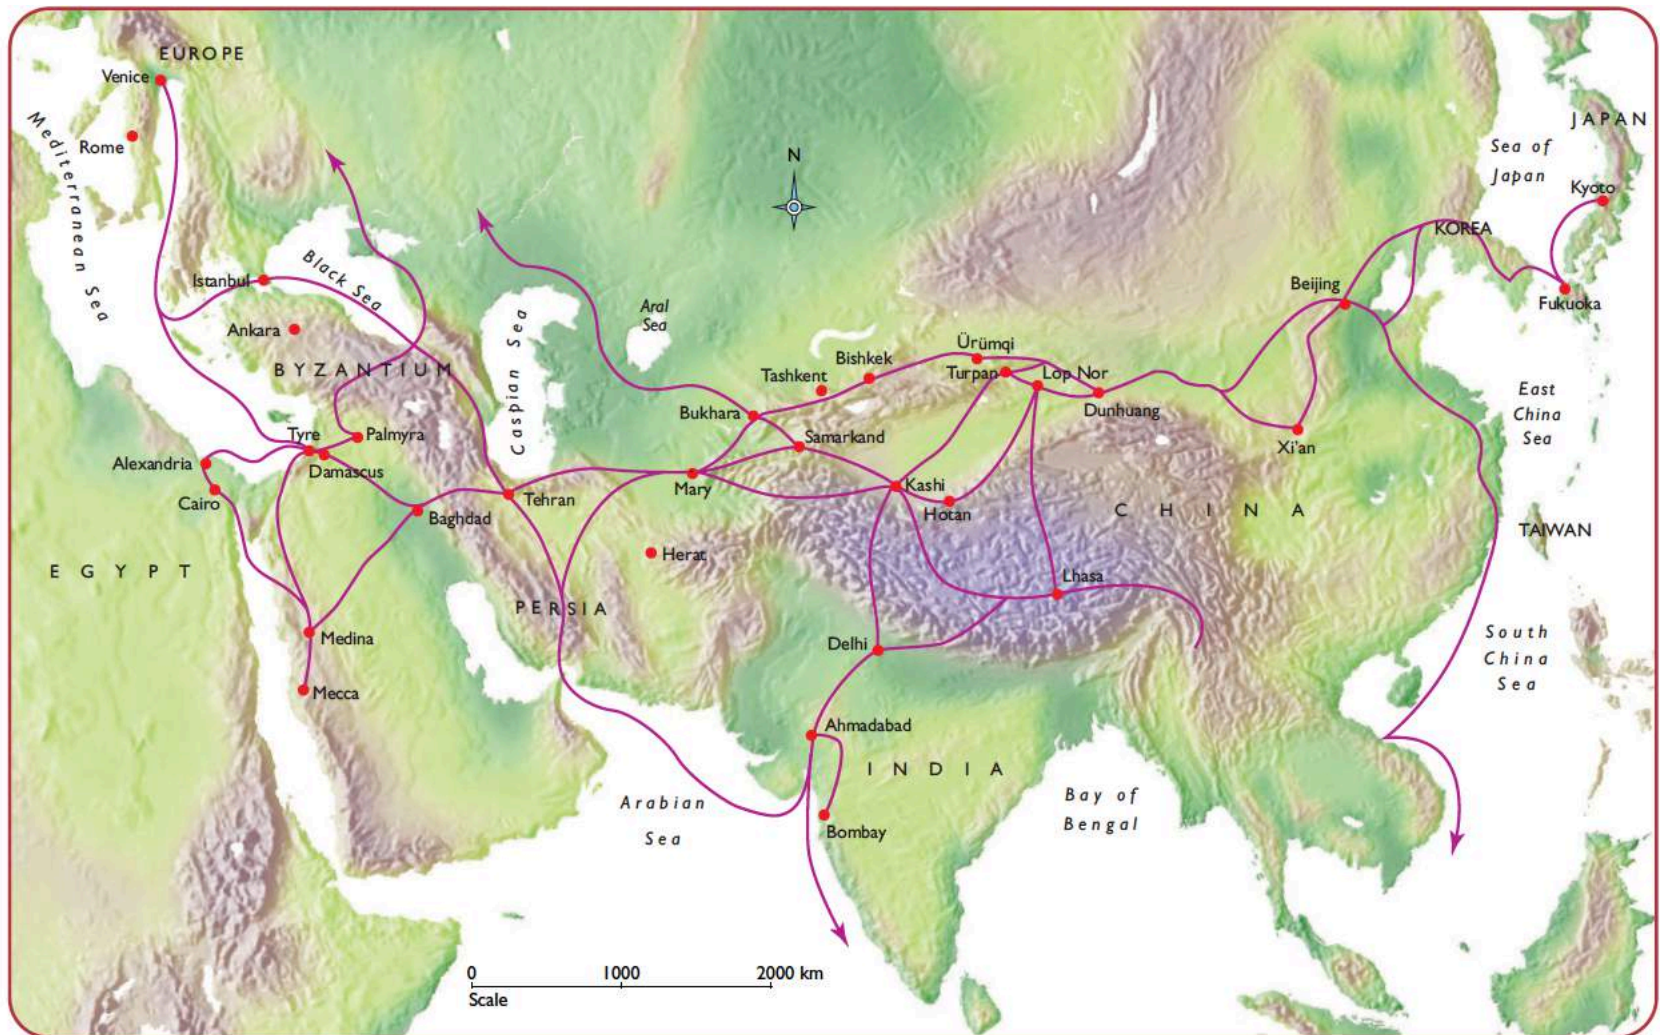 EUROPE
Venice
Rome
Mediterranean Sea
Istanbul
Black Sea
Ankara
BYZANTIUM
Caspian Sea
Aral
Sea
N
Tashkent
Bishkek
Ürümqi
Turpan
Lop Nor
Dunhuang
Bukhara
Samarkand
Beijing
Xi'an
KOREA
Sea of
Japan
JAPAN
Kyoto
Fukuoka
East
China
Sea
Tyre
Palmyra
Damascus
Alexandria
Cairo
Baghdad
Tehran
Mary
Kashi
Hotan
CHINA
TAIWAN
Herat
EGYPT
PERSIA
Lhasa
Medina
Mecca
Delhi
South
China
Sea
Ahmadabad
INDIA
Bombay
Arabian
Sea
Bay of
Bengal
0 1000 2000 km
Scale